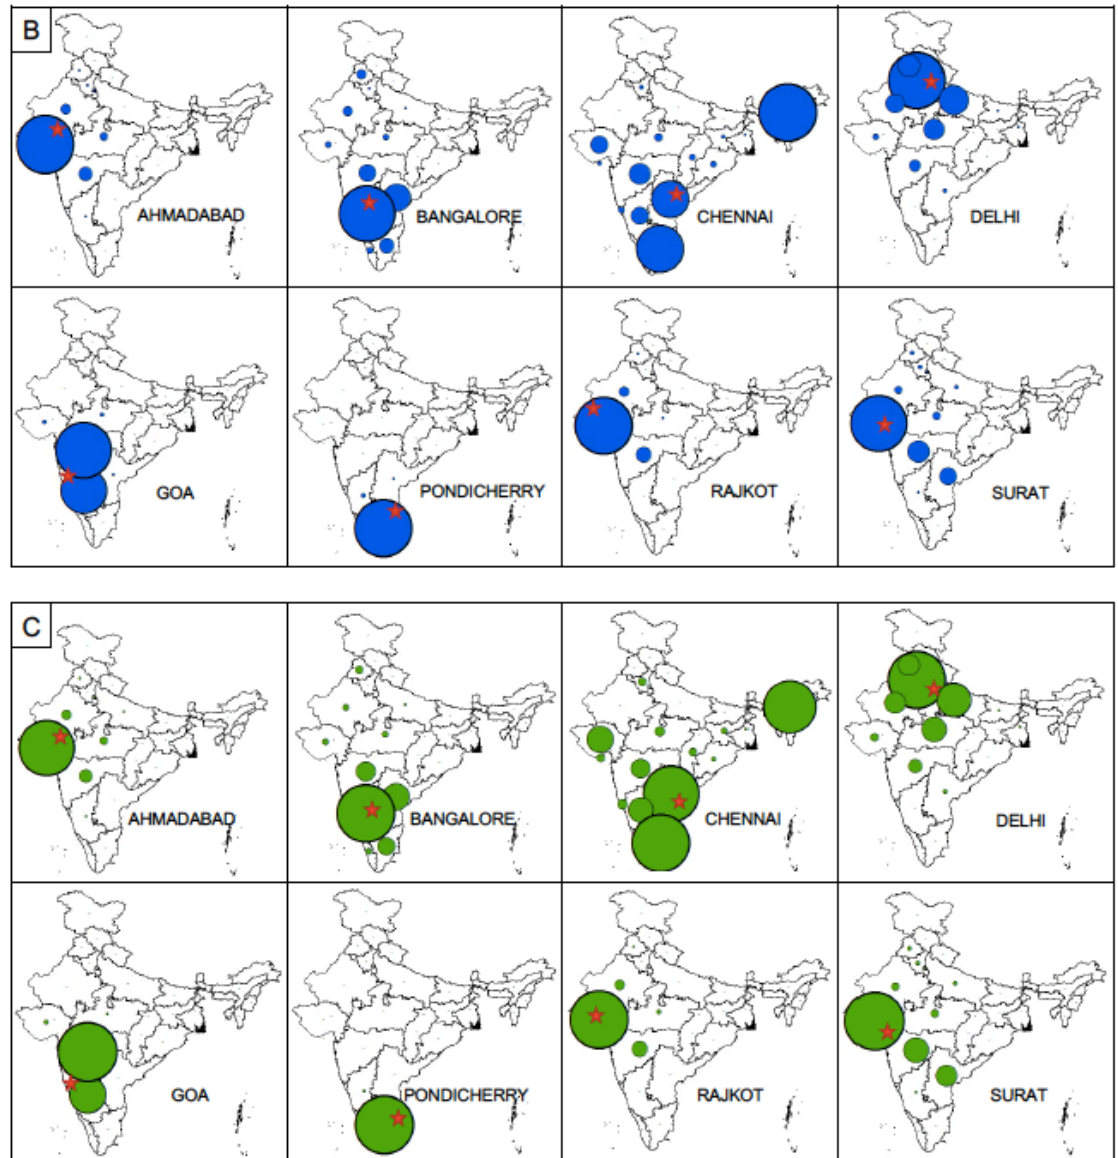 B
AHMADABAD
BANGALORE
CHENNAI
DELHI
GOA
PONDICHERRY
RAJKOT
SURAT
C
AHMADABAD
BANGALORE
CHENNAI
DELHI
GOA
PONDICHERRY
RAJKOT
SURAT